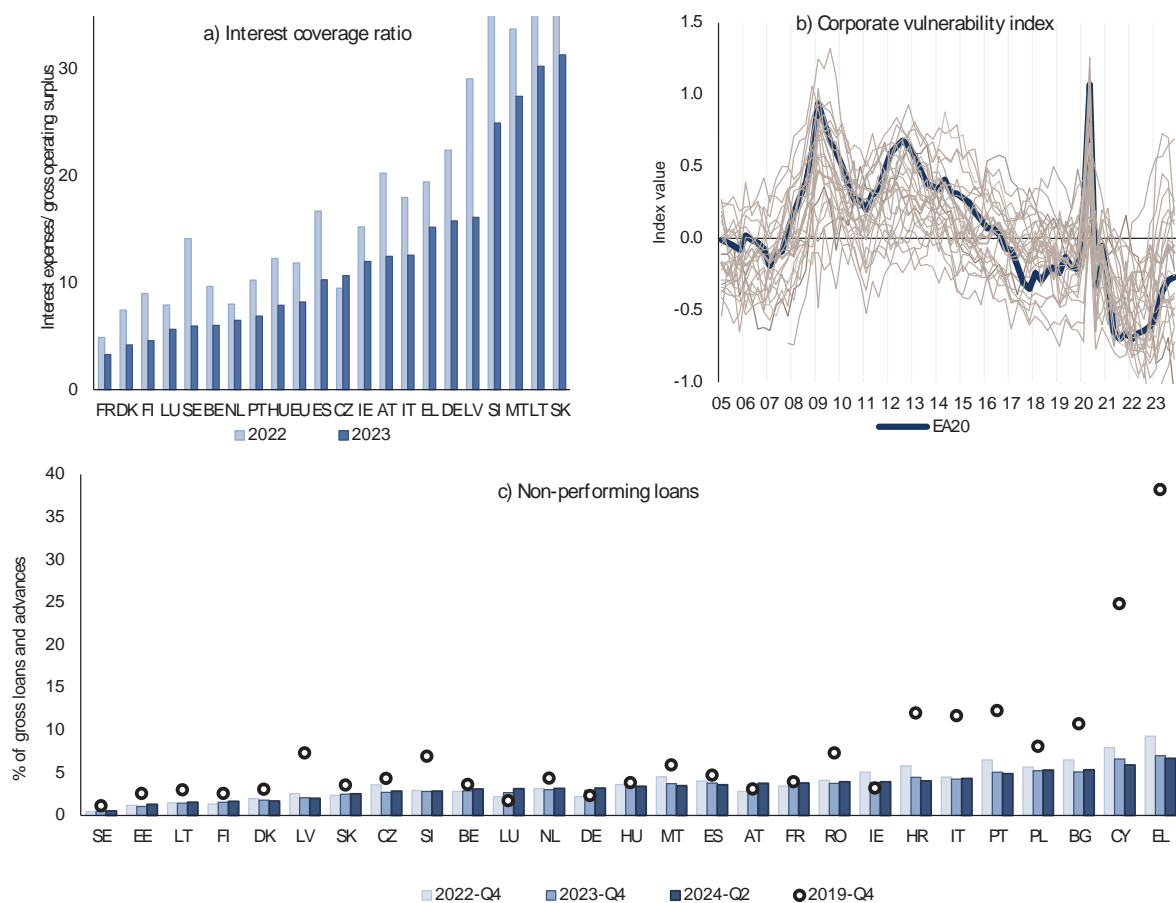 a) Interest coverage ratio
Interest expenses/ gross operating surplus
30
20
10
0
FR DK FI LU SE BE NL PT HU EU ES CZ IE AT IT EL DE LV SI MT LT SK
2022 2023
b) Corporate vulnerability index
Index value
1.5
1.0
0.5
0.0
-0.5
-1.0
05 06 07 08 09 10 11 12 13 14 15 16 17 18 19 20 21 22 23
EA20
c) Non-performing loans
% of gross loans and advances
40
35
30
25
20
15
10
5
0
SE EE LT FI DK LV SK CZ SI BE LU NL DE HU MT ES AT FR RO IE HR IT PT PL BG CY EL
2022-Q4 2023-Q4 2024-Q2 2019-Q4